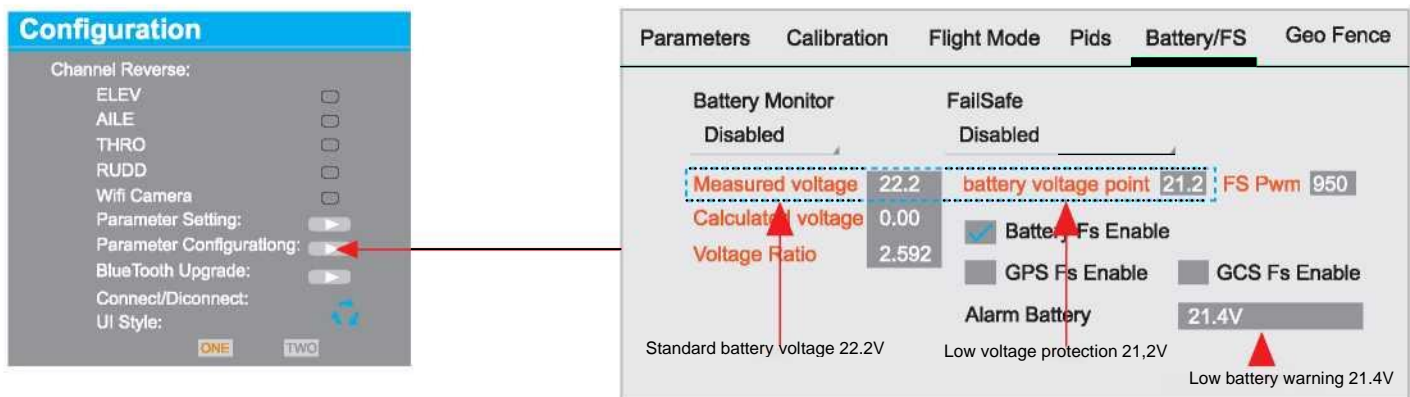 Configuration
Channel Reverse:
ELEV
AILE
THRO
RUDD
Wifi Camera
Parameter Setting:
Parameter Configurationg:
BlueTooth Upgrade:
Connect/Diconnect:
UI Style:
ONE TWO
Parameters Calibration Flight Mode Pids Battery/FS Geo Fence
Battery Monitor FailSafe
Disabled Disabled
Measured voltage 22.2 battery voltage point 21.2 FS Pwm 950
Calculated voltage 0.00 Battery Fs Enable
Voltage Ratio 2.592 GPS Fs Enable GCS Fs Enable
Alarm Battery 21.4V
Standard battery voltage 22.2V Low voltage protection 21,2V
Low battery warning 21.4V